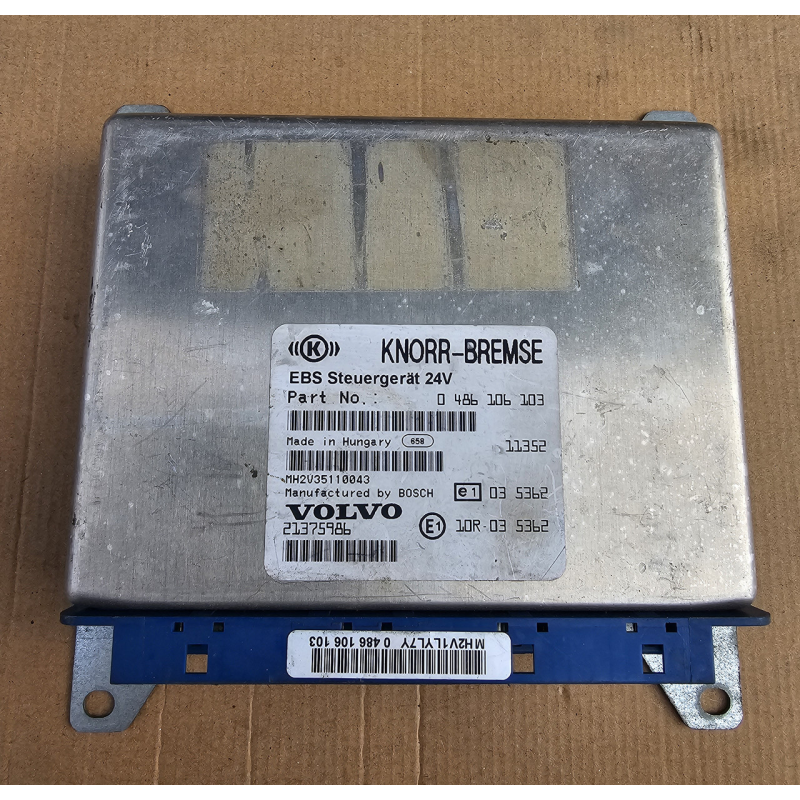 K KNORR-BREMSE
EBS Steuergerät 24V
Part No.: 0 486 106 103
Made in Hungary 658 11352
MH2V35110043
Manufactured by BOSCH e1 03 5362
VOLVO
21375986 E1 10R-03 5362
MH2V1LYL7Y 0 486 106 103